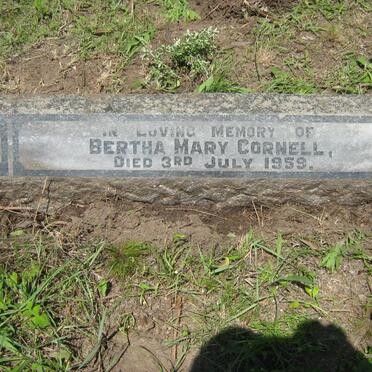 IN LOVING MEMORY OF
BERTHA MARY CORNELL,
DIED 3RD JULY 1959.